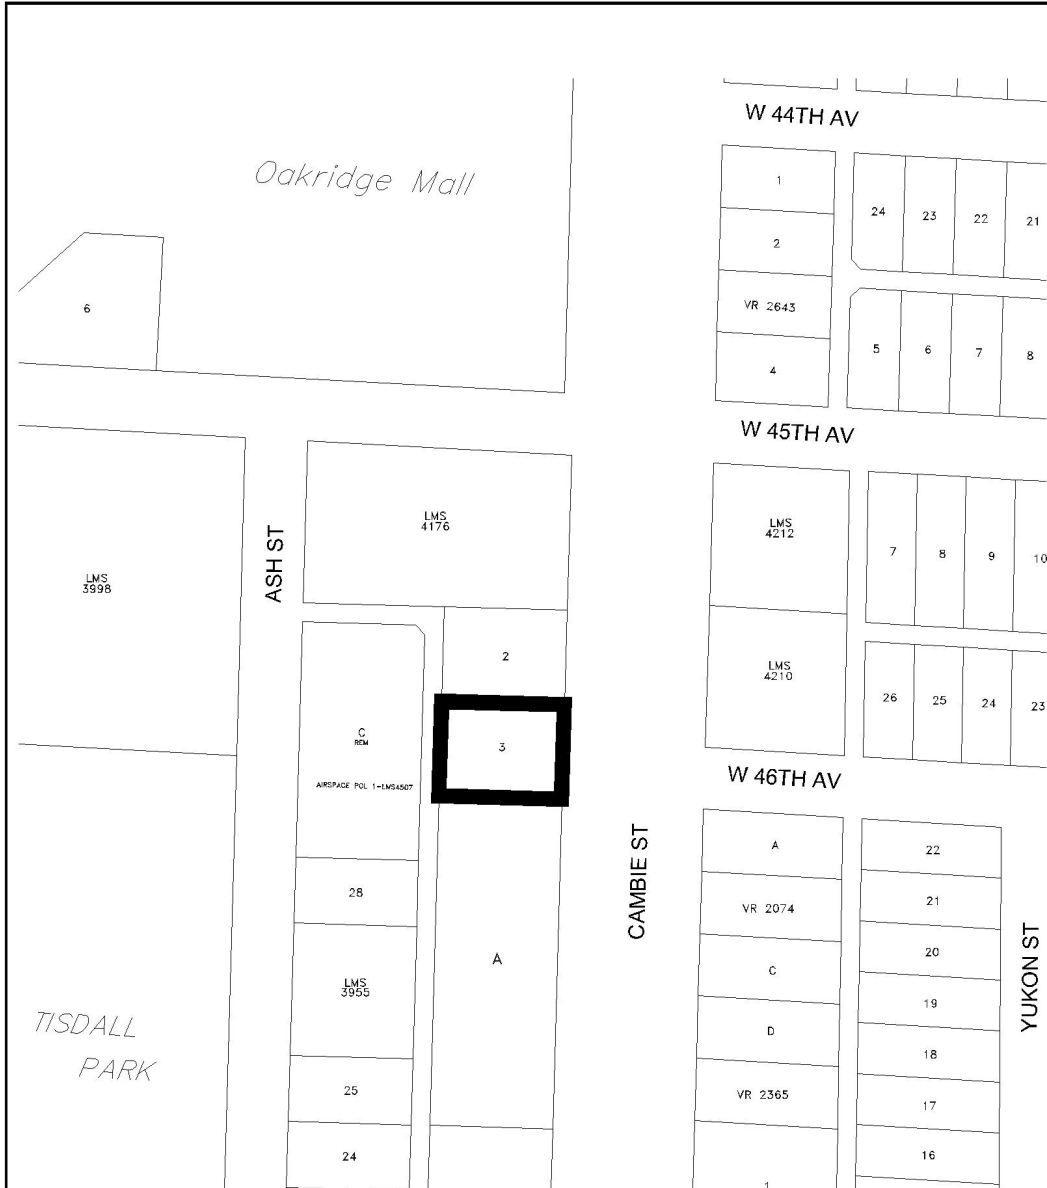 W 44TH AV
Oakridge Mall
1
24
23
22
21
2
6
VR 2643
5
6
7
8
4
W 45TH AV
LMS
4176
LMS
4212
7
8
9
10
ASH ST
LMS
3998
2
LMS
4210
26
25
24
23
C
REM
3
AIRSPACE PCL 1-LMS4507
W 46TH AV
CAMBIE ST
A
22
28
VR 2074
21
A
C
20
LMS
3955
19
YUKON ST
TISDALL
PARK
D
18
25
VR 2365
17
24
16
1